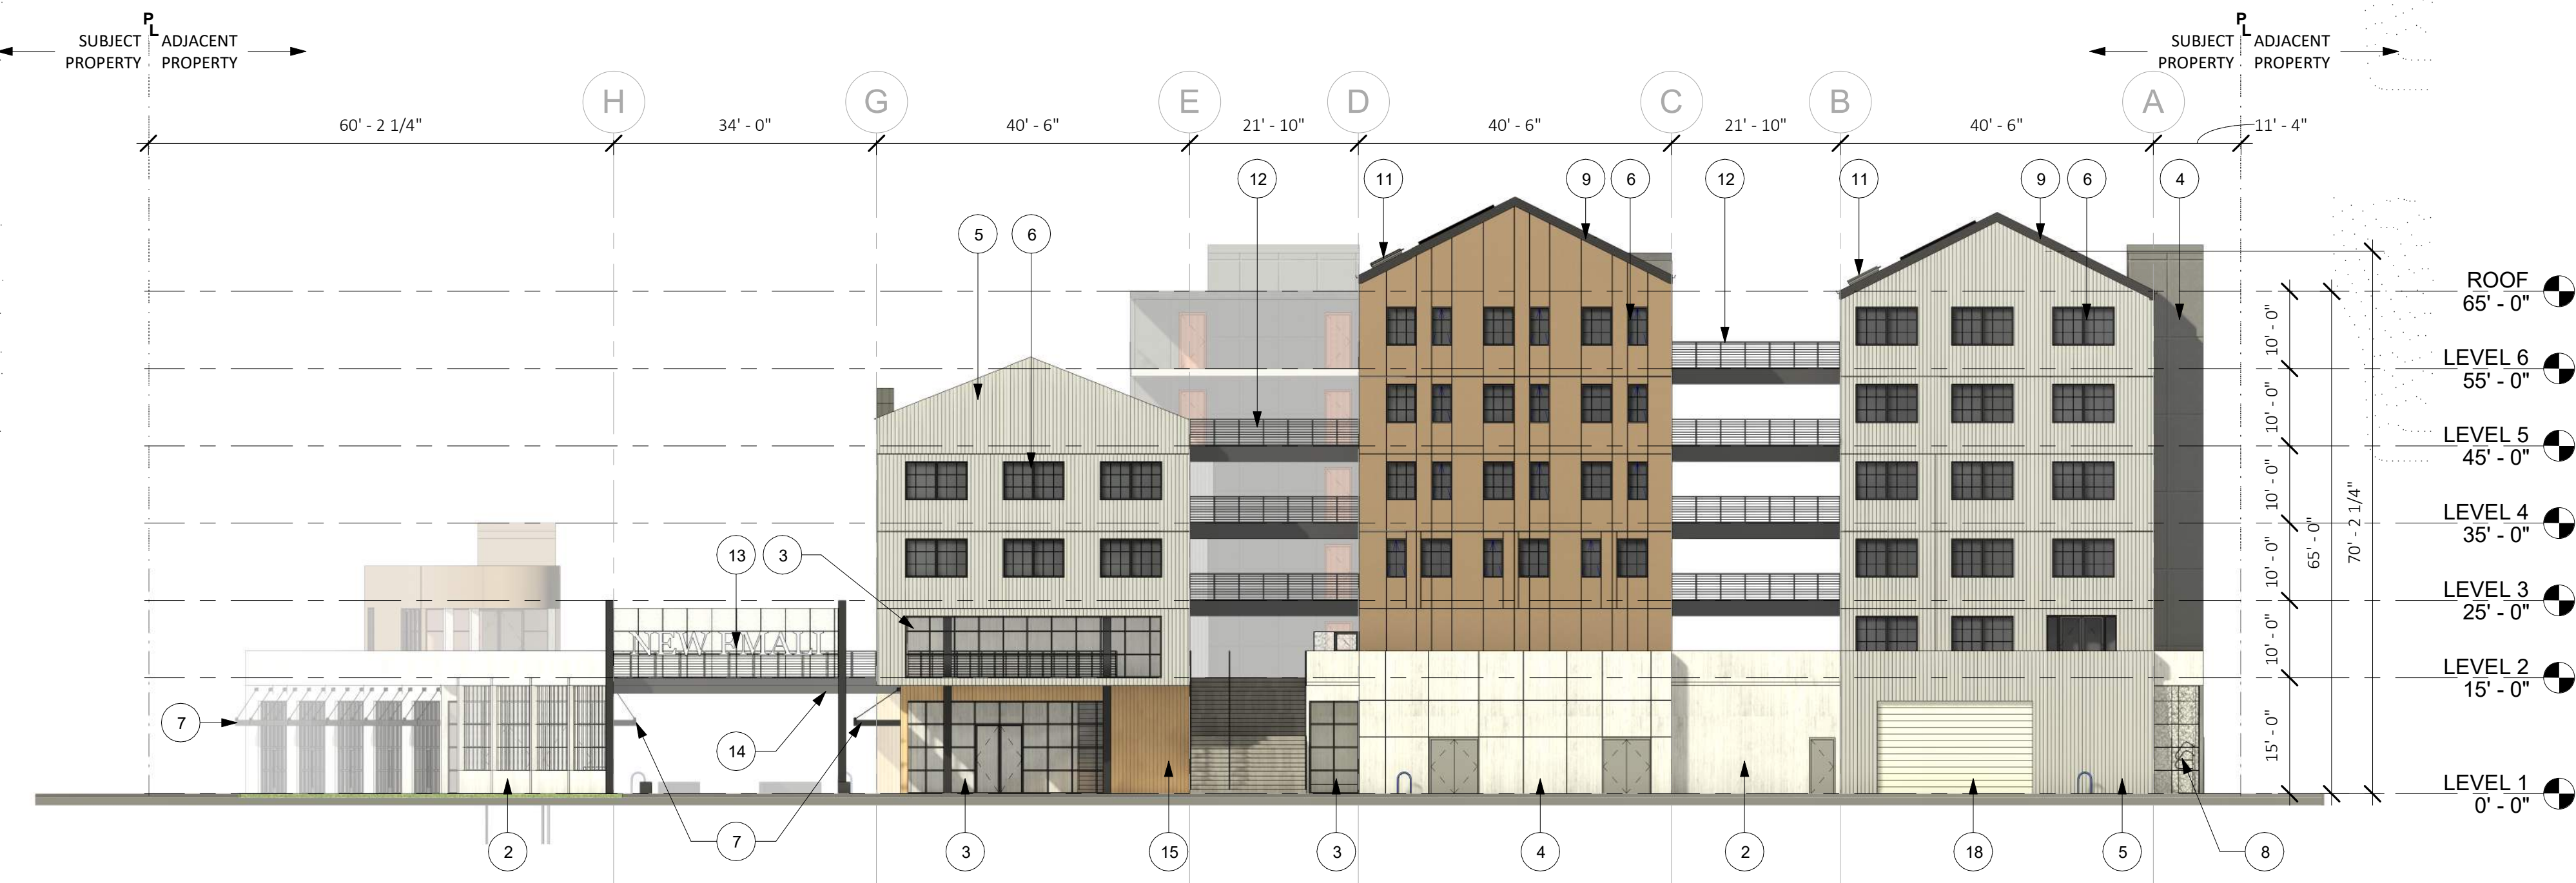 PL
SUBJECT PROPERTY
ADJACENT PROPERTY
PL
SUBJECT PROPERTY
ADJACENT PROPERTY
H
G
E
D
C
B
A
60' - 2 1/4"
34' - 0"
40' - 6"
21' - 10"
40' - 6"
21' - 10"
40' - 6"
11' - 4"
12
11
9
6
12
11
9
6
4
5
6
ROOF
65' - 0"
LEVEL 6
55' - 0"
LEVEL 5
45' - 0"
LEVEL 4
35' - 0"
LEVEL 3
25' - 0"
LEVEL 2
15' - 0"
LEVEL 1
0' - 0"
10' - 0"
10' - 0"
10' - 0"
10' - 0"
10' - 0"
15' - 0"
65' - 0"
70' - 2 1/4"
13
3
NEW EMALI
7
14
2
7
3
15
3
4
2
18
5
8